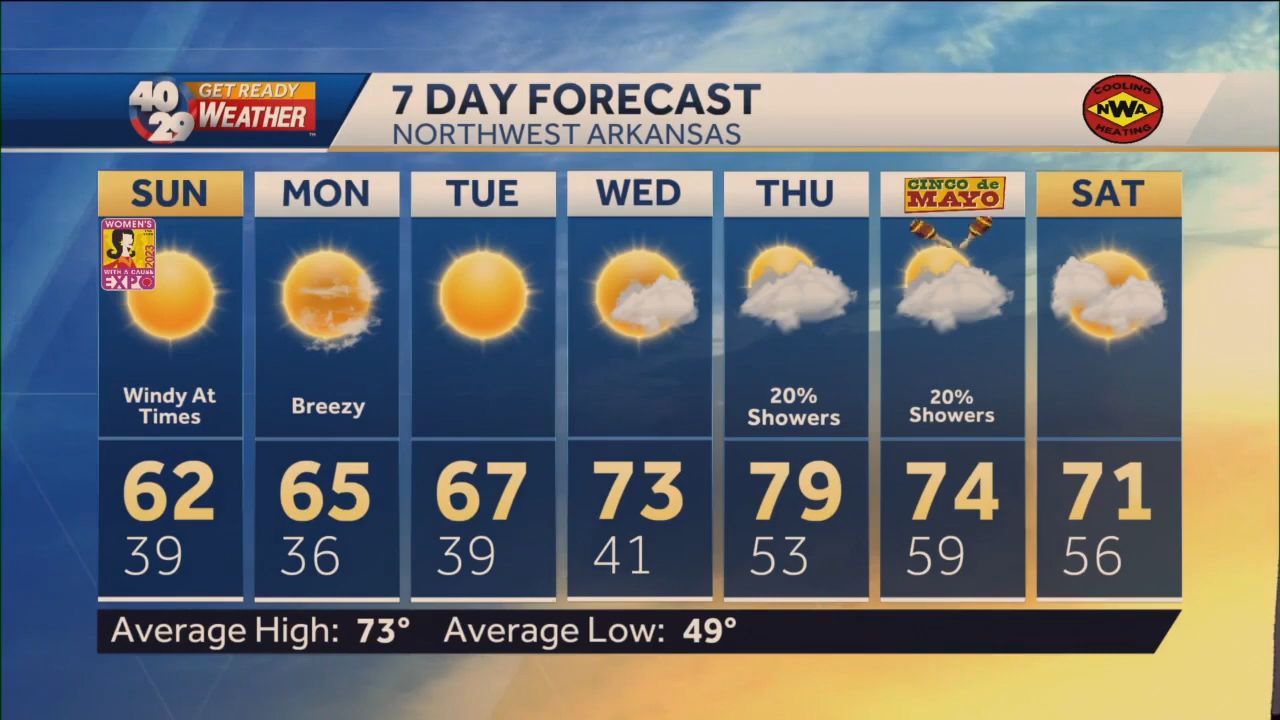 40
29
GET READY
WEATHER
7 DAY FORECAST
NORTHWEST ARKANSAS
COOLING
NWA
HEATING
SUN
MON
TUE
WED
THU
CINCO de
MAYO
SAT
WOMEN'S
2023
WITH A CAUSE
EXPO
Windy At
Times
Breezy
20%
Showers
20%
Showers
62
65
67
73
79
74
71
39
36
39
41
53
59
56
Average High: 73° Average Low: 49°